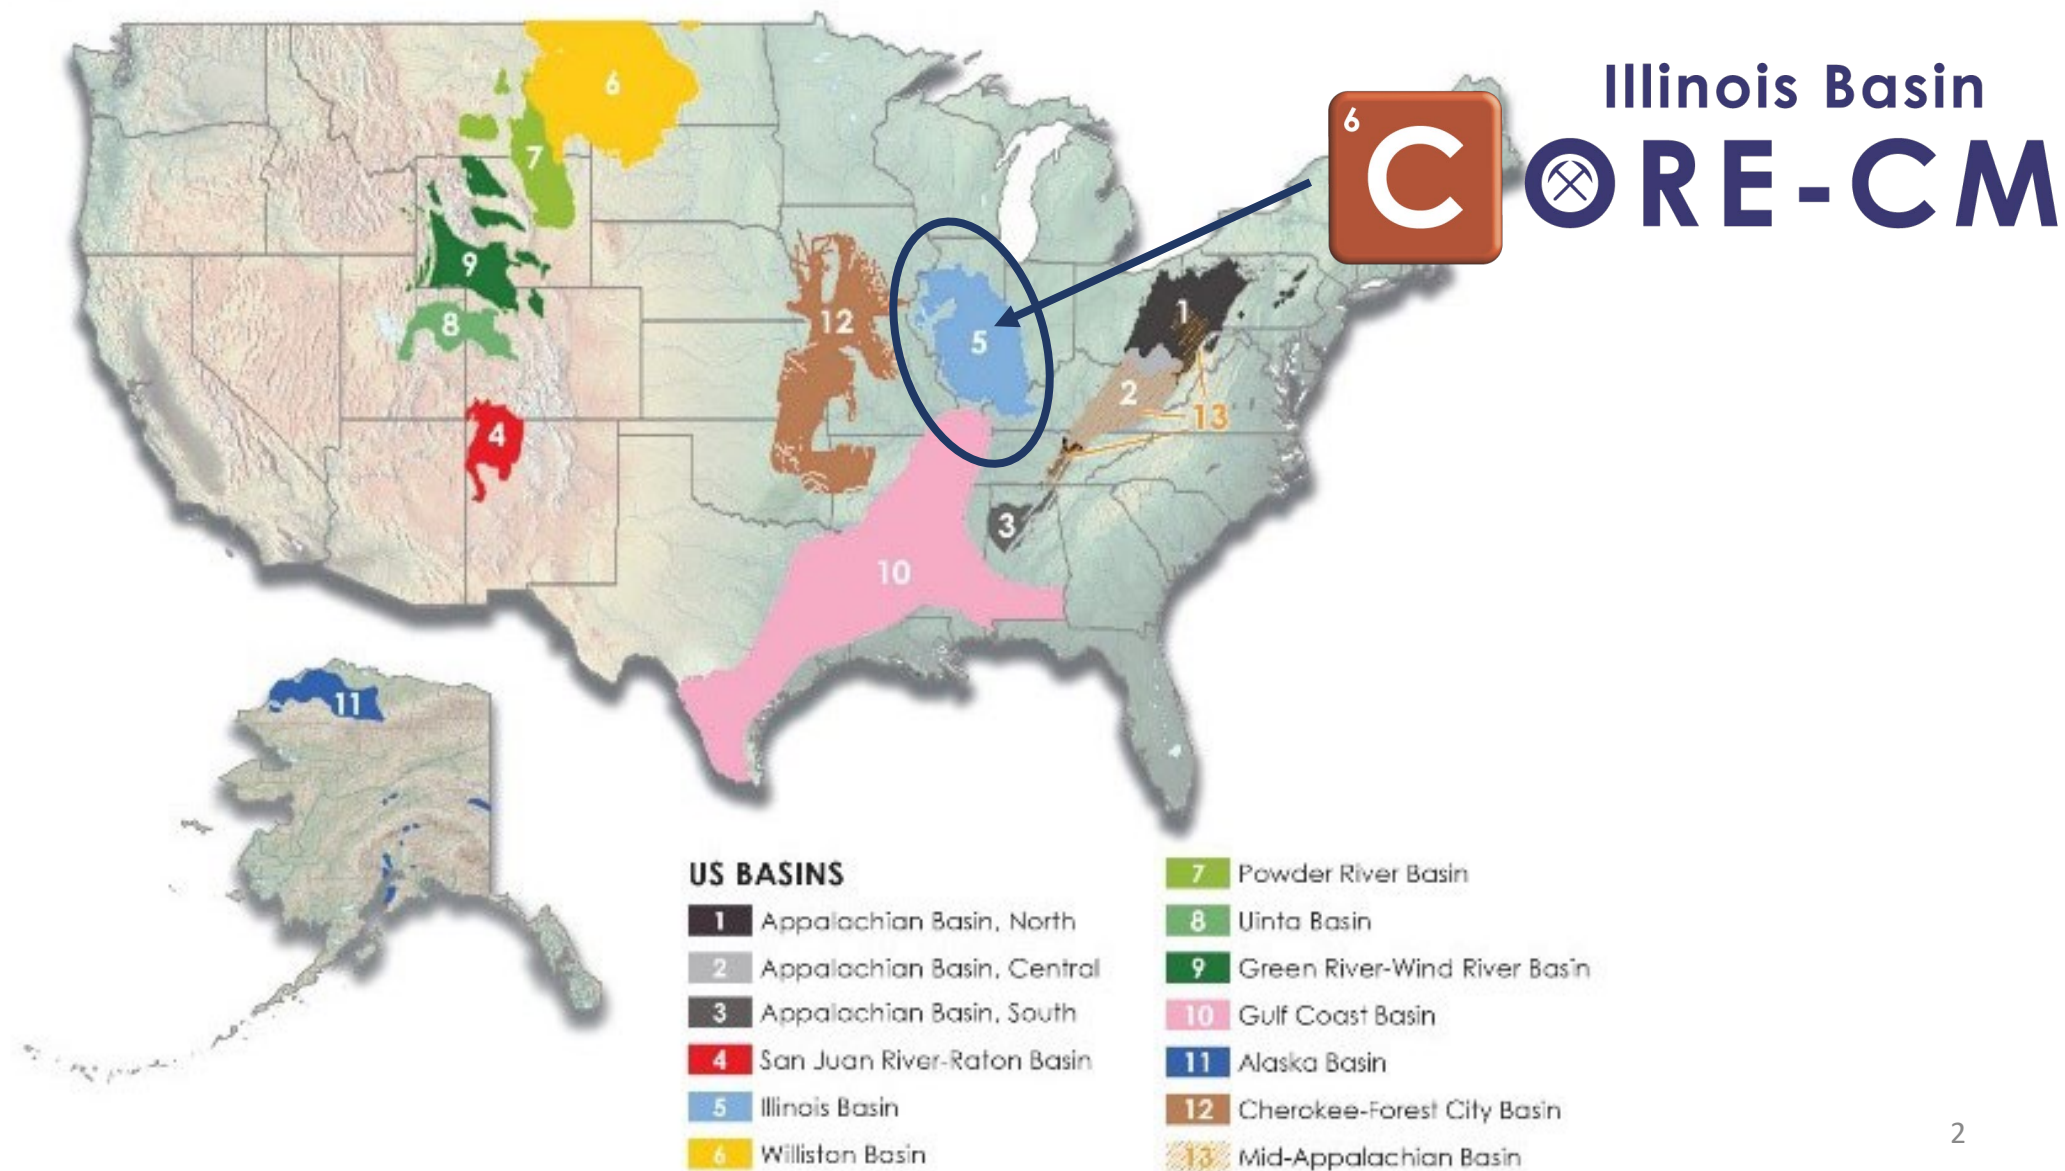 Illinois Basin
6
CORE-CM
6
7
9
8
4
12
5
1
2
13
3
10
11
US BASINS
1 Appalachian Basin, North
2 Appalachian Basin, Central
3 Appalachian Basin, South
4 San Juan River-Raton Basin
5 Illinois Basin
6 Williston Basin
7 Powder River Basin
8 Uinta Basin
9 Green River-Wind River Basin
10 Gulf Coast Basin
11 Alaska Basin
12 Cherokee-Forest City Basin
13 Mid-Appalachian Basin
2